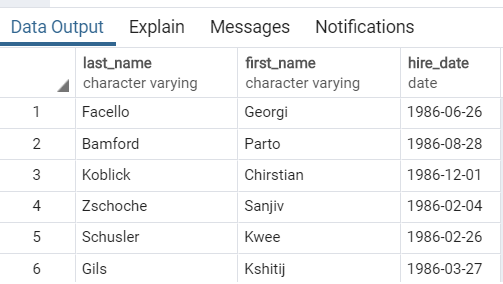 Data Output Explain Messages Notifications
last_name first_name hire_date
character varying character varying date
1 Facello Georgi 1986-06-26
2 Bamford Parto 1986-08-28
3 Koblick Chirstian 1986-12-01
4 Zschoche Sanjiv 1986-02-04
5 Schusler Kwee 1986-02-26
6 Gils Kshitij 1986-03-27